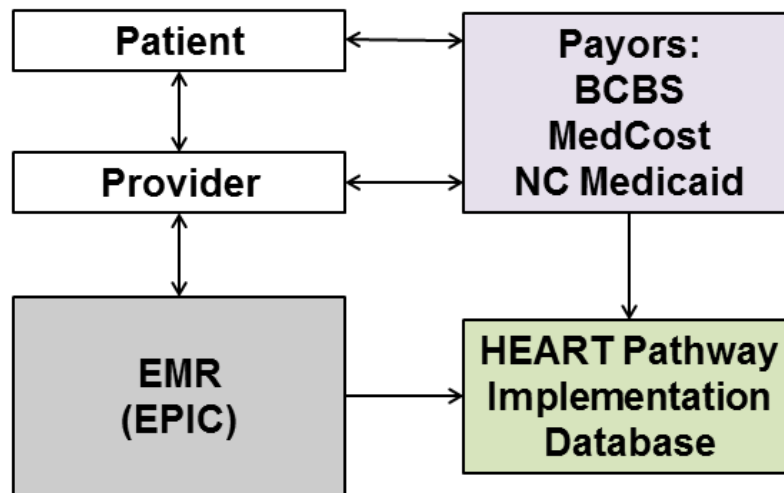 Patient
Payors:
BCBS
MedCost
NC Medicaid
Provider
EMR
(EPIC)
HEART Pathway
Implementation
Database